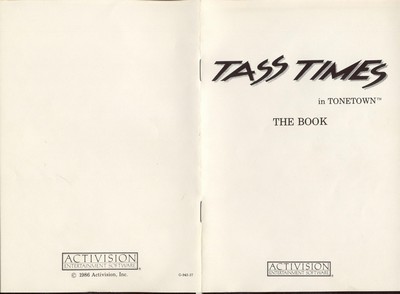 TASS TIMES
in TONETOWN™
THE BOOK
ACTIVISION
ENTERTAINMENT SOFTWARE
© 1986 Activision, Inc.
ACTIVISION
ENTERTAINMENT SOFTWARE